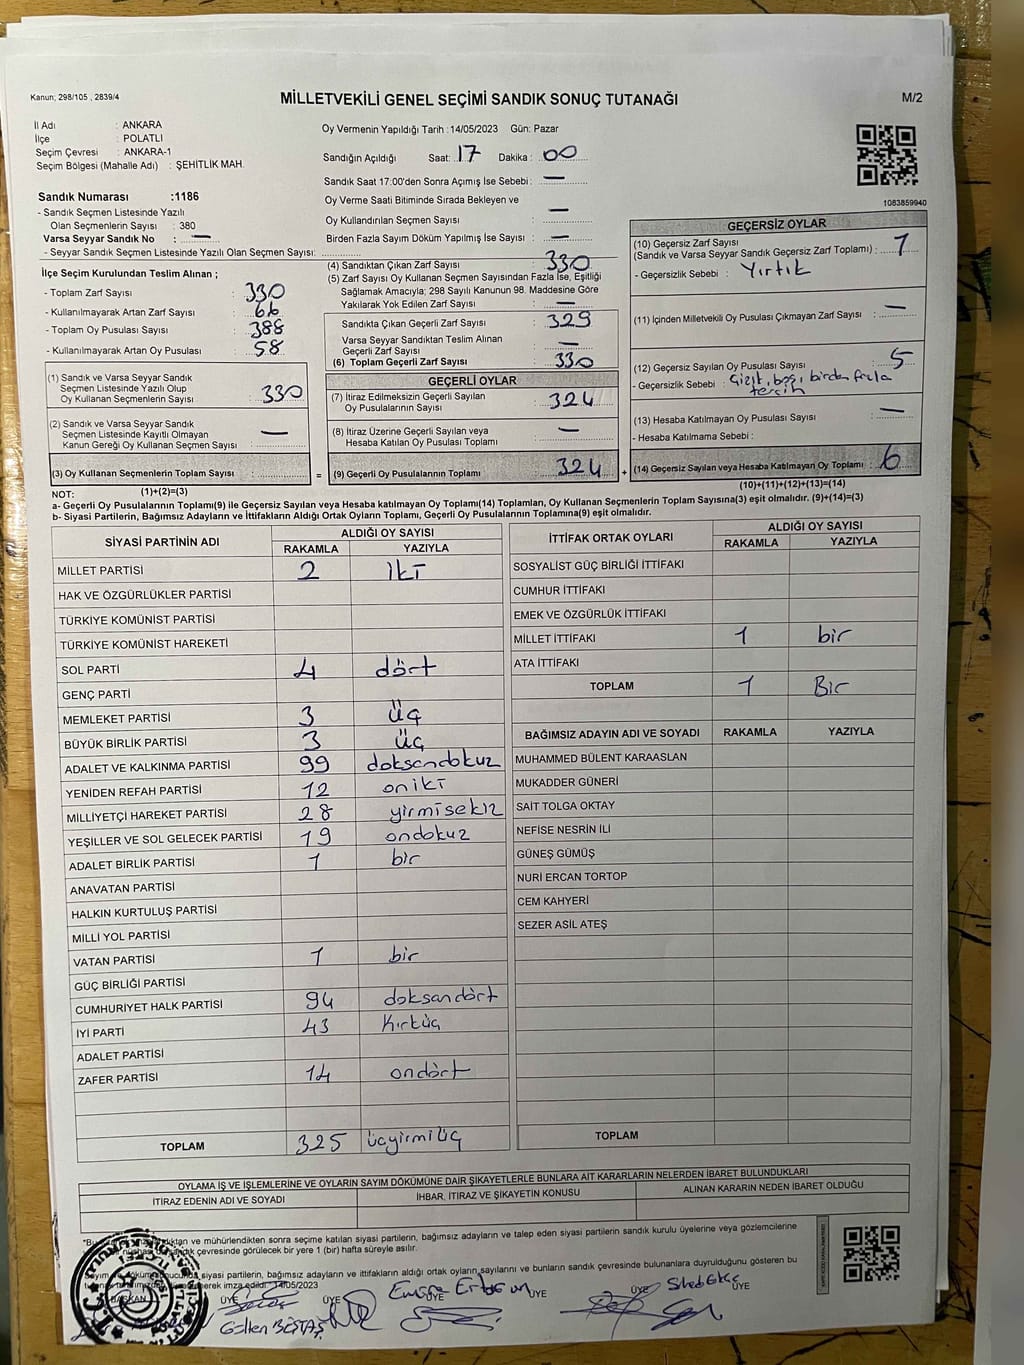 Kanun; 298/105 , 2839/4
MİLLETVEKİLİ GENEL SEÇİMİ SANDIK SONUÇ TUTANAĞI
M/2
İl Adı : ANKARA
İlçe : POLATLI
Seçim Çevresi : ANKARA-1
Seçim Bölgesi (Mahalle Adı) : ŞEHİTLİK MAH.
Oy Vermenin Yapıldığı Tarih : 14/05/2023 Gün: Pazar
Sandığın Açıldığı Saat: 17 Dakika : 00
Sandık Saat 17:00'den Sonra Açımış İse Sebebi : —
Oy Verme Saati Bitiminde Sırada Bekleyen ve
Oy Kullandırılan Seçmen Sayısı : —
Birden Fazla Sayım Döküm Yapılmış İse Sayısı : —
1083859940
Sandık Numarası :1186
- Sandık Seçmen Listesinde Yazılı
Olan Seçmenlerin Sayısı : 380
Varsa Seyyar Sandık No : —
- Seyyar Sandık Seçmen Listesinde Yazılı Olan Seçmen Sayısı:
İlçe Seçim Kurulundan Teslim Alınan ;
- Toplam Zarf Sayısı : 330
- Kullanılmayarak Artan Zarf Sayısı : 66
- Toplam Oy Pusulası Sayısı : 388
- Kullanılmayarak Artan Oy Pusulası : 58
(1) Sandık ve Varsa Seyyar Sandık
Seçmen Listesinde Yazılı Olup
Oy Kullanan Seçmenlerin Sayısı : 330
(2) Sandık ve Varsa Seyyar Sandık
Seçmen Listesinde Kayıtlı Olmayan
Kanun Gereği Oy Kullanan Seçmen Sayısı : —
(3) Oy Kullanan Seçmenlerin Toplam Sayısı :
(1)+(2)=(3)
(4) Sandıktan Çıkan Zarf Sayısı : 330
(5) Zarf Sayısı Oy Kullanan Seçmen Sayısından Fazla İse, Eşitliği
Sağlamak Amacıyla; 298 Sayılı Kanunun 98. Maddesine Göre
Yakılarak Yok Edilen Zarf Sayısı : —
Sandıkta Çıkan Geçerli Zarf Sayısı : 329
Varsa Seyyar Sandıktan Teslim Alınan
Geçerli Zarf Sayısı : —
(6) Toplam Geçerli Zarf Sayısı : 330
GEÇERLİ OYLAR
(7) İtiraz Edilmeksizin Geçerli Sayılan
Oy Pusulalarının Sayısı : 324
(8) İtiraz Üzerine Geçerli Sayılan veya
Hesaba Katılan Oy Pusulası Toplamı : —
= (9) Geçerli Oy Pusulalarının Toplamı : 324 +
GEÇERSİZ OYLAR
(10) Geçersiz Zarf Sayısı
(Sandık ve Varsa Seyyar Sandık Geçersiz Zarf Toplamı) : 1
- Geçersizlik Sebebi : Yırtık
(11) İçinden Milletvekili Oy Pusulası Çıkmayan Zarf Sayısı : —
(12) Geçersiz Sayılan Oy Pusulası Sayısı : 5
- Geçersizlik Sebebi : Çizik, boş, birden fazla
tercih
(13) Hesaba Katılmayan Oy Pusulası Sayısı : —
- Hesaba Katılmama Sebebi :
(14) Geçersiz Sayılan veya Hesaba Katılmayan Oy Toplamı : 6
(10)+(11)+(12)+(13)=(14)
NOT:
a- Geçerli Oy Pusulalarının Toplamı(9) ile Geçersiz Sayılan veya Hesaba katılmayan Oy Toplamı(14) Toplamları, Oy Kullanan Seçmenlerin Toplam Sayısına(3) eşit olmalıdır. (9)+(14)=(3)
b- Siyasi Partilerin, Bağımsız Adayların ve İttifakların Aldığı Ortak Oyların Toplamı, Geçerli Oy Pusulalarının Toplamına(9) eşit olmalıdır.
SİYASİ PARTİNİN ADI ALDIĞI OY SAYISI
RAKAMLA YAZIYLA
MİLLET PARTİSİ 2 iki
HAK VE ÖZGÜRLÜKLER PARTİSİ
TÜRKİYE KOMÜNİST PARTİSİ
TÜRKİYE KOMÜNİST HAREKETİ
SOL PARTİ 4 dört
GENÇ PARTİ
MEMLEKET PARTİSİ 3 üç
BÜYÜK BİRLİK PARTİSİ 3 üç
ADALET VE KALKINMA PARTİSİ 99 doksandokuz
YENİDEN REFAH PARTİSİ 12 oniki
MİLLİYETÇİ HAREKET PARTİSİ 28 yirmisekiz
YEŞİLLER VE SOL GELECEK PARTİSİ 19 ondokuz
ADALET BİRLİK PARTİSİ 1 bir
ANAVATAN PARTİSİ
HALKIN KURTULUŞ PARTİSİ
MİLLİ YOL PARTİSİ
VATAN PARTİSİ 1 bir
GÜÇ BİRLİĞİ PARTİSİ
CUMHURİYET HALK PARTİSİ 94 doksandört
İYİ PARTİ 43 Kırküç
ADALET PARTİSİ
ZAFER PARTİSİ 14 ondört
TOPLAM 325 üçyirmiüç
İTTİFAK ORTAK OYLARI ALDIĞI OY SAYISI
RAKAMLA YAZIYLA
SOSYALİST GÜÇ BİRLİĞİ İTTİFAKI
CUMHUR İTTİFAKI
EMEK VE ÖZGÜRLÜK İTTİFAKI
MİLLET İTTİFAKI 1 bir
ATA İTTİFAKI
TOPLAM 1 Bir
BAĞIMSIZ ADAYIN ADI VE SOYADI RAKAMLA YAZIYLA
MUHAMMED BÜLENT KARAASLAN
MUKADDER GÜNERİ
SAİT TOLGA OKTAY
NEFİSE NESRİN İLİ
GÜNEŞ GÜMÜŞ
NURİ ERCAN TORTOP
CEM KAHYERİ
SEZER ASİL ATEŞ
TOPLAM
OYLAMA İŞ VE İŞLEMLERİNE VE OYLARIN SAYIM DÖKÜMÜNE DAİR ŞİKAYETLERLE BUNLARA AİT KARARLARIN NELERDEN İBARET BULUNDUKLARI
İTİRAZ EDENİN ADI VE SOYADI İHBAR, İTİRAZ VE ŞİKAYETİN KONUSU ALINAN KARARIN NEDEN İBARET OLDUĞU
ve mühürlendikten sonra seçime katılan siyasi partilerin, bağımsız adayların ve talep eden siyasi partilerin sandık kurulu üyelerine veya gözlemcilerine
çevresinde görülecek bir yere 1 (bir) hafta süreyle asılır.
siyasi partilerin, bağımsız adayların ve ittifakların aldığı ortak oyların ve bunların sandık çevresinde bulunanlara duyrulduğunu gösteren bu
imza edildi 14/05/2023
BAŞKAN ÜYE ÜYE ÜYE ÜYE ÜYE ÜYE
Gülten BEŞTAŞ